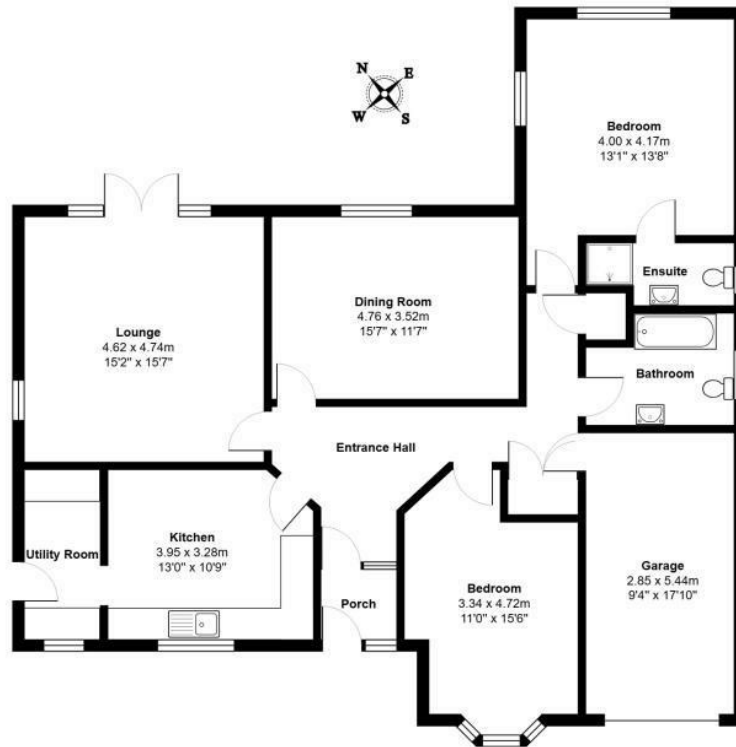 N E
W S
Bedroom
4.00 x 4.17m
13'1" x 13'8"
Ensuite
Dining Room
4.76 x 3.52m
15'7" x 11'7"
Lounge
4.62 x 4.74m
15'2" x 15'7"
Bathroom
Entrance Hall
Kitchen
3.95 x 3.28m
13'0" x 10'9"
Utility Room
Porch
Bedroom
3.34 x 4.72m
11'0" x 15'6"
Garage
2.85 x 5.44m
9'4" x 17'10"